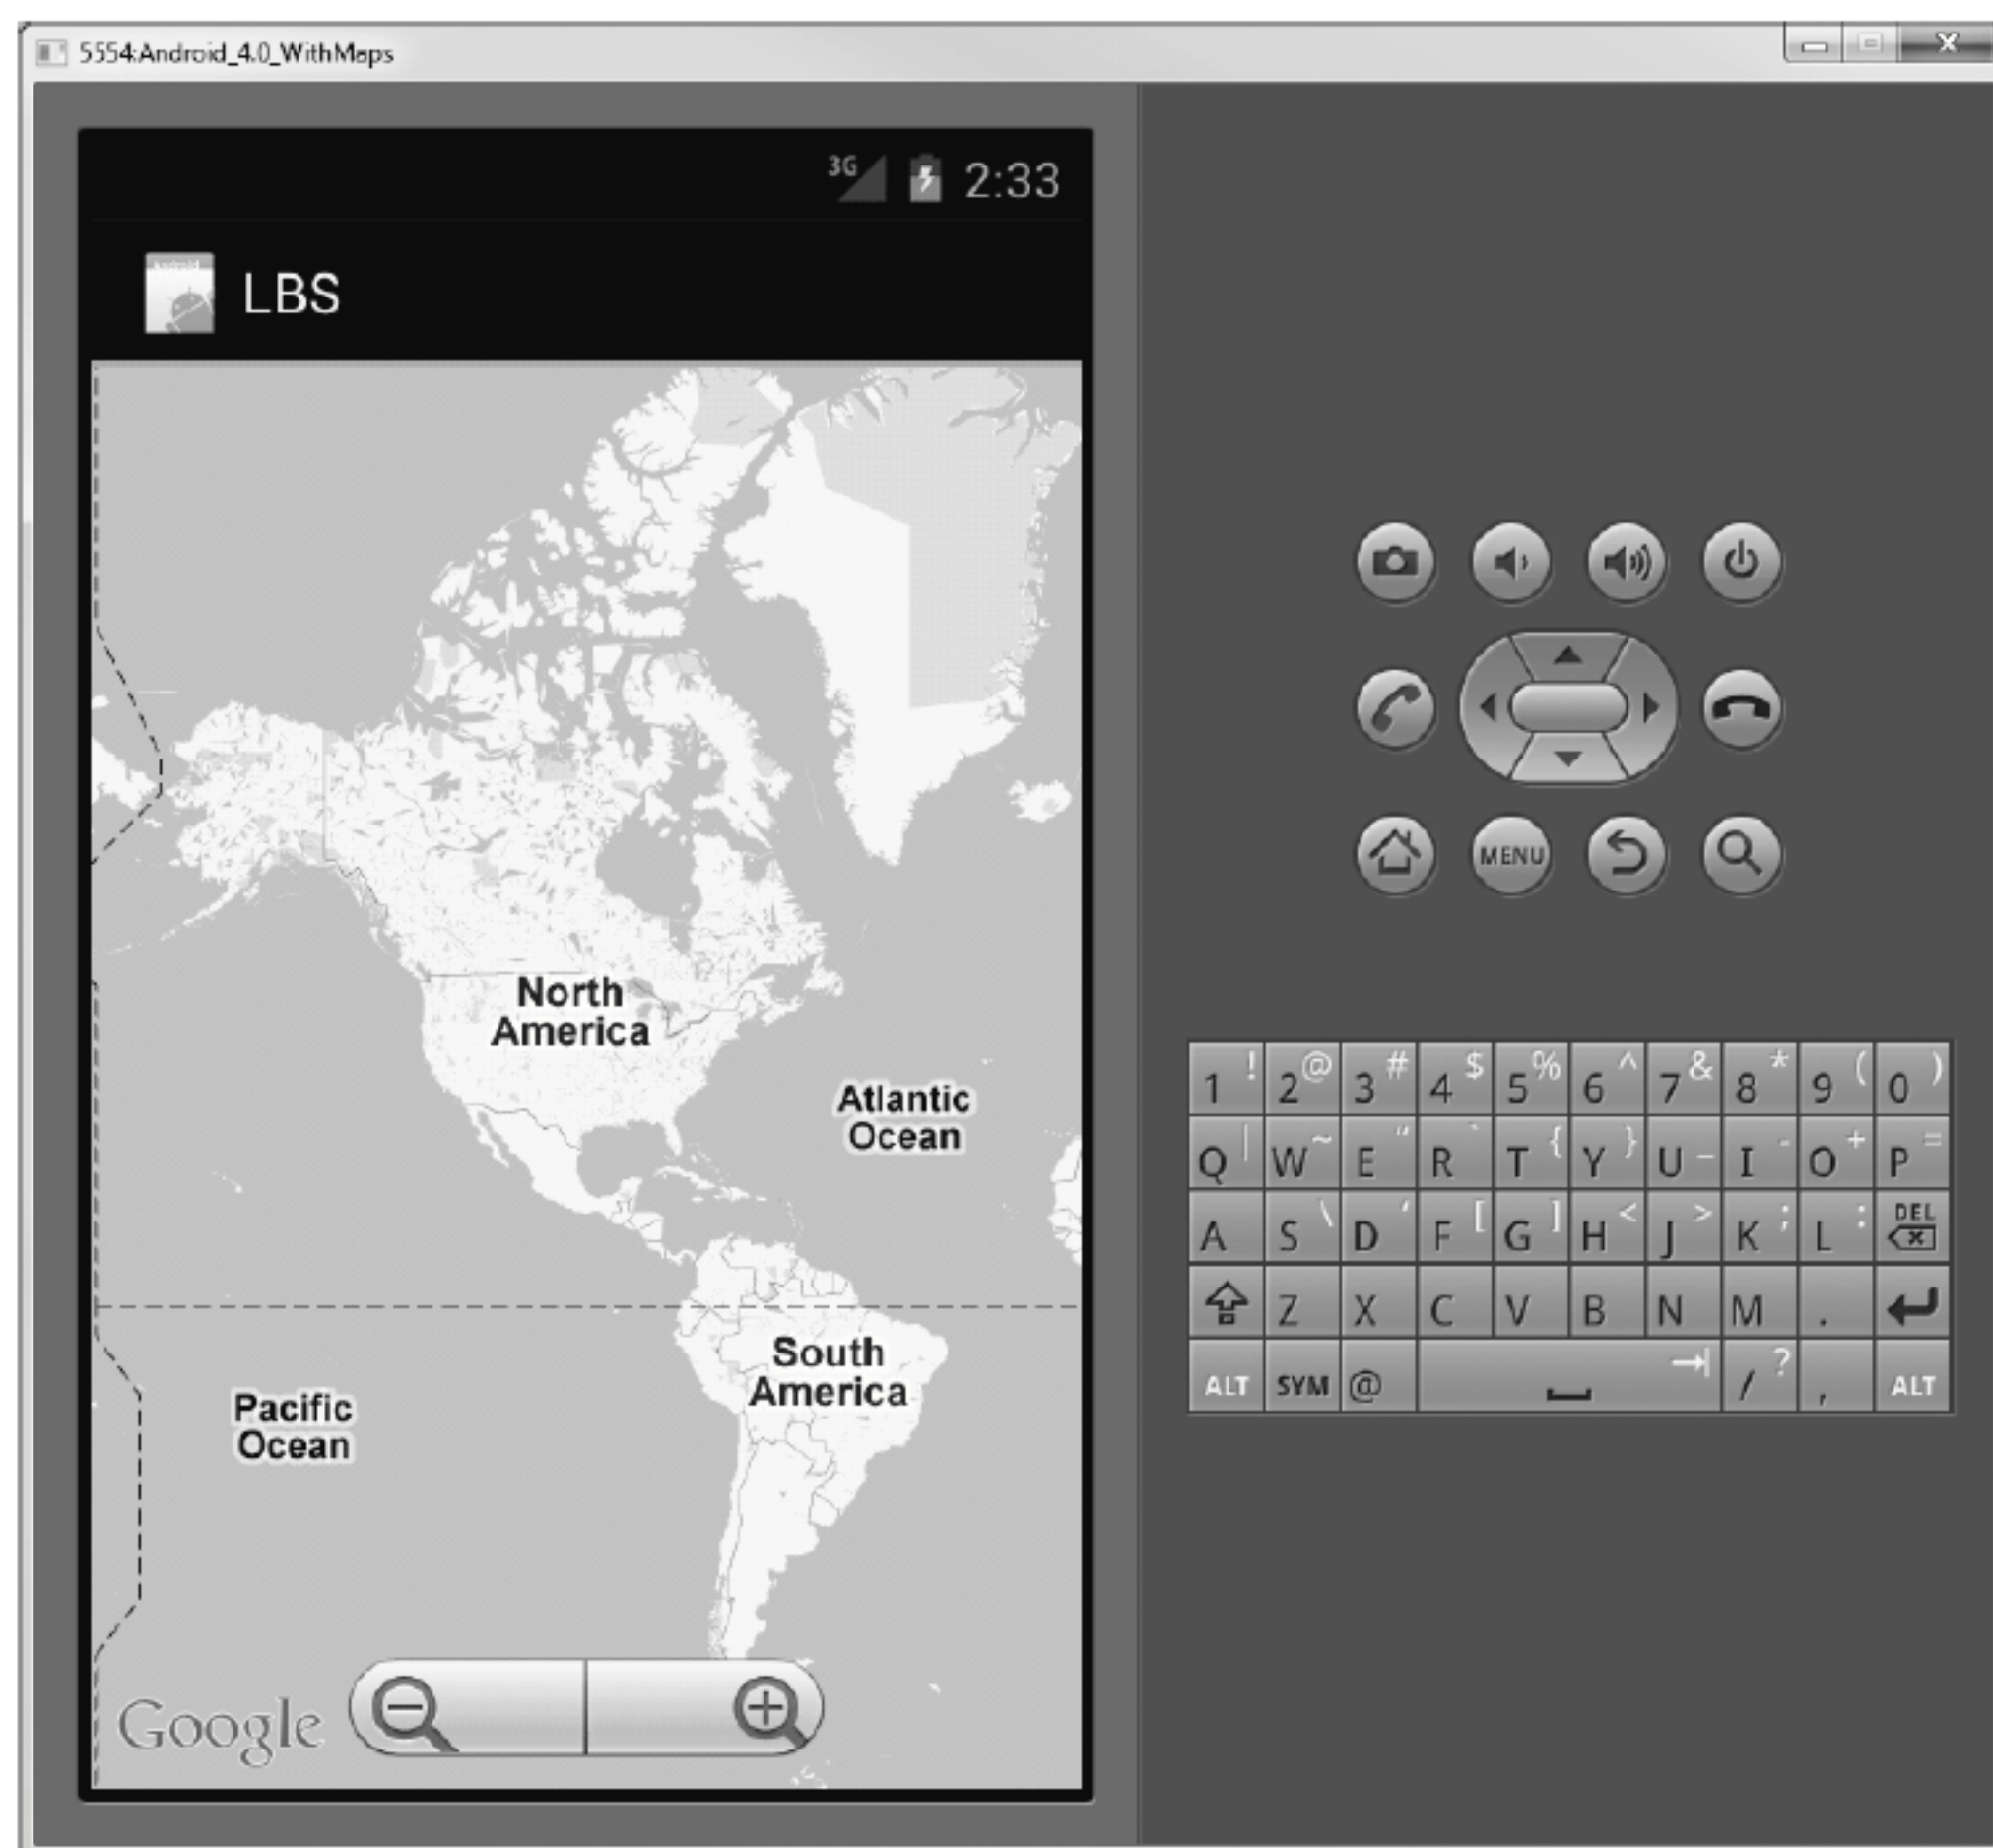 5554:Android_4.0_WithMaps
3G 2:33
android
LBS
North
America
Atlantic
Ocean
South
America
Pacific
Ocean
Google
MENU
1 ! 2 @ 3 # 4 $ 5 % 6 ^ 7 & 8 * 9 ( 0 )
Q | W ~ E " R ` T { Y } U _ I - O + P =
A S \ D ' F [ G ] H < J > K ; L : DEL
Z X C V B N M .
ALT SYM @ / ? , ALT